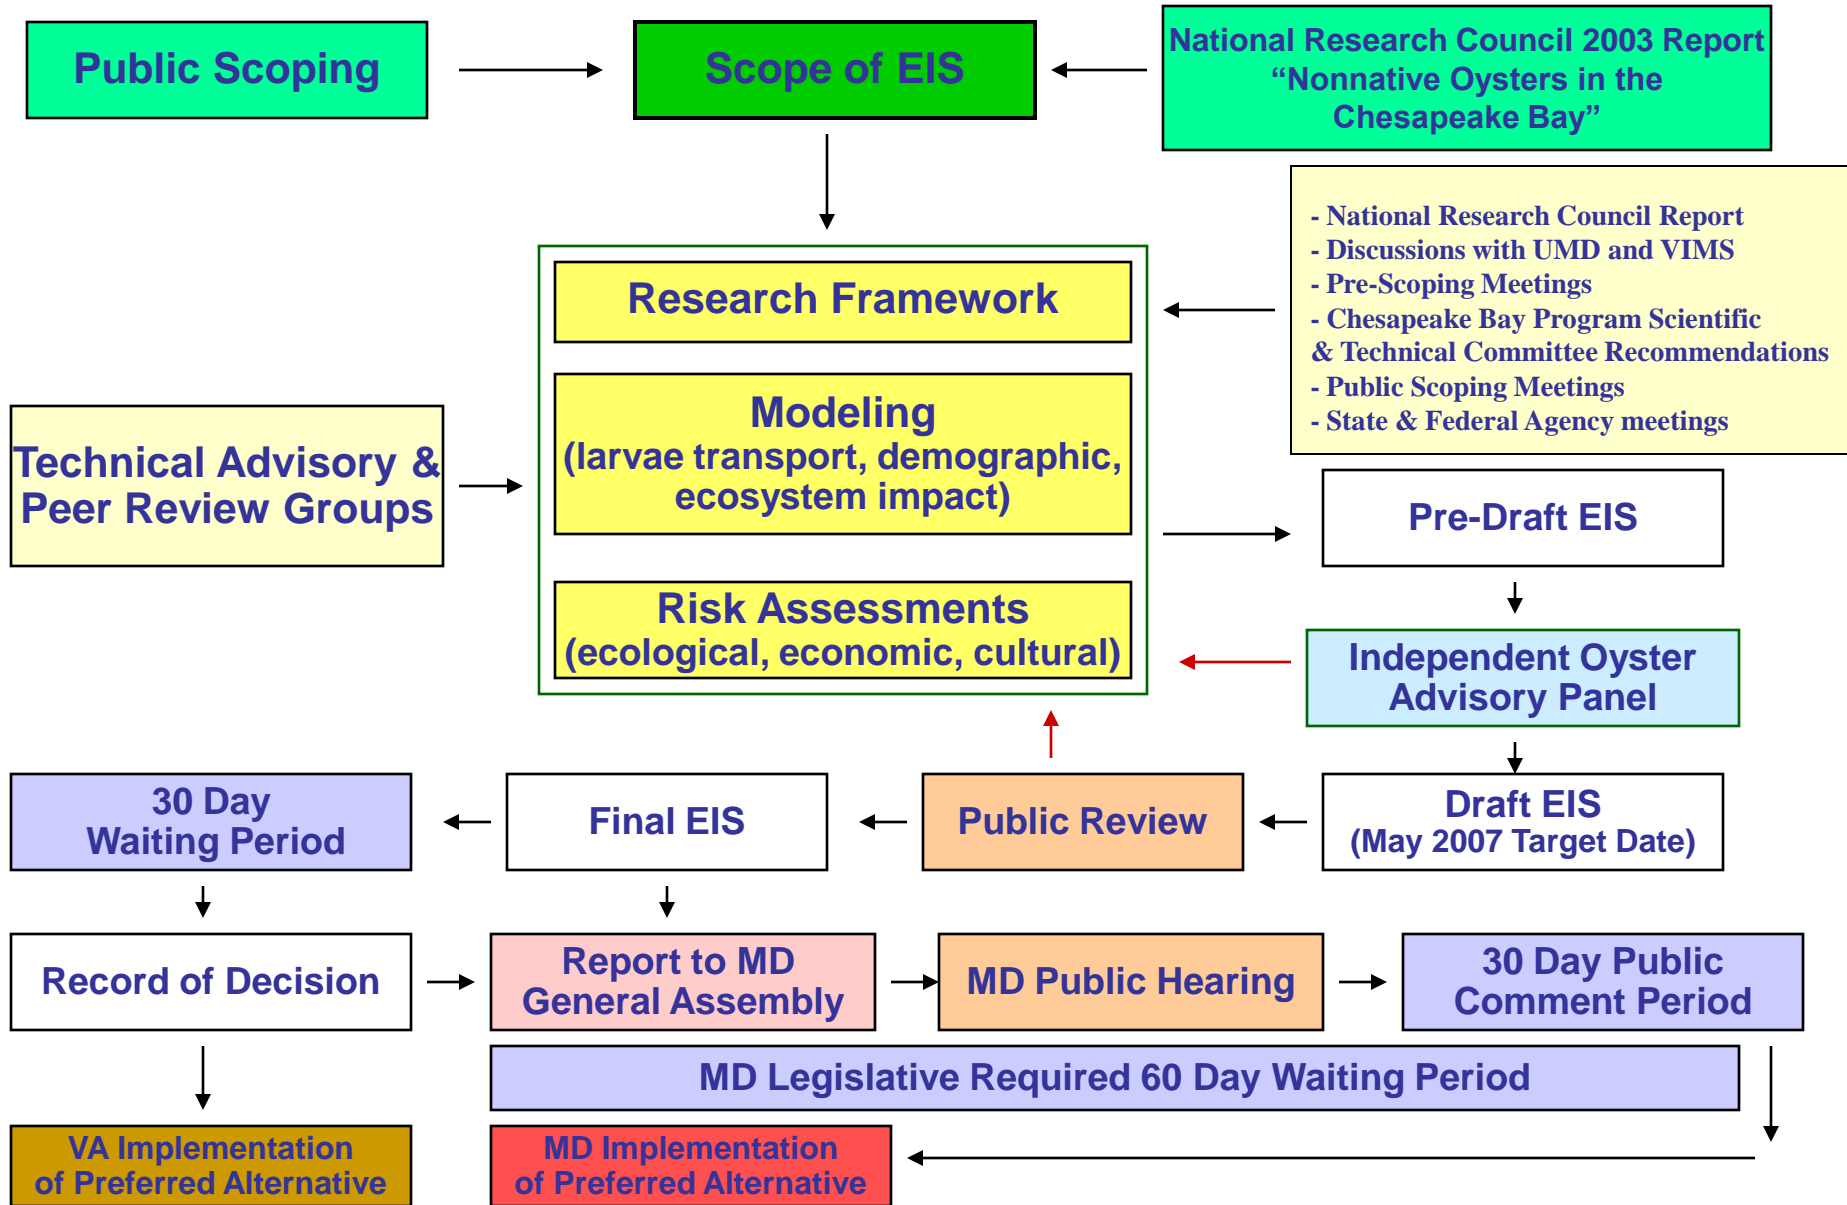 Public Scoping
Scope of EIS
National Research Council 2003 Report
“Nonnative Oysters in the
Chesapeake Bay”
- National Research Council Report
- Discussions with UMD and VIMS
- Pre-Scoping Meetings
- Chesapeake Bay Program Scientific
& Technical Committee Recommendations
- Public Scoping Meetings
- State & Federal Agency meetings
Research Framework
Modeling
(larvae transport, demographic,
ecosystem impact)
Risk Assessments
(ecological, economic, cultural)
Technical Advisory &
Peer Review Groups
Pre-Draft EIS
Independent Oyster
Advisory Panel
Draft EIS
(May 2007 Target Date)
Public Review
Final EIS
30 Day
Waiting Period
Record of Decision
Report to MD
General Assembly
MD Public Hearing
30 Day Public
Comment Period
MD Legislative Required 60 Day Waiting Period
VA Implementation
of Preferred Alternative
MD Implementation
of Preferred Alternative